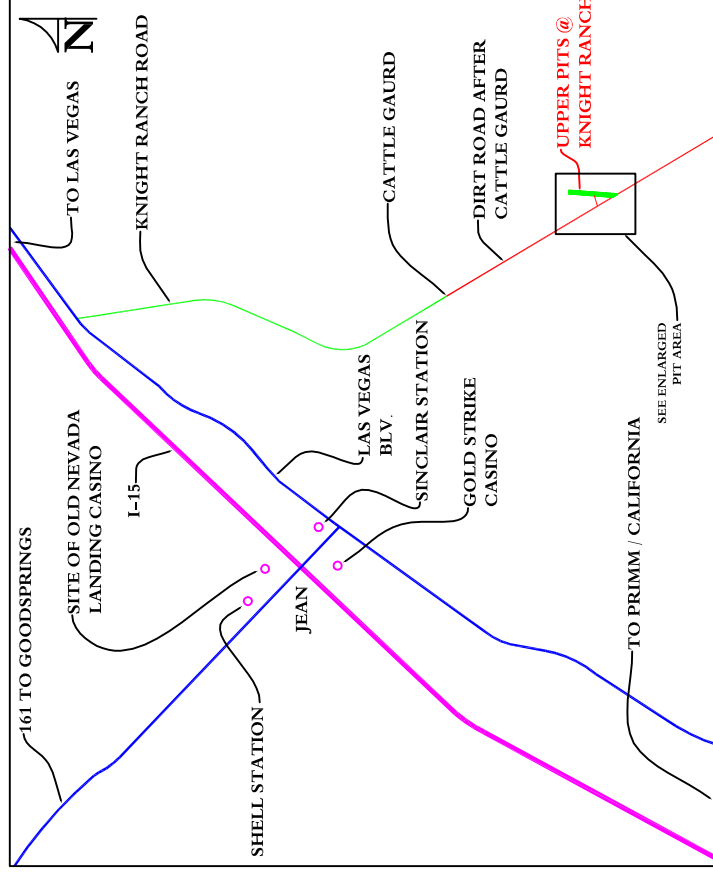 N
TO LAS VEGAS
KNIGHT RANCH ROAD
CATTLE GAURD
DIRT ROAD AFTER
CATTLE GAURD
UPPER PITS @
KNIGHT RANCH
SITE OF OLD NEVADA
LANDING CASINO
I-15
LAS VEGAS
BLV.
SINCLAIR STATION
GOLD STRIKE
CASINO
SEE ENLARGED
PIT AREA
161 TO GOODSPRINGS
JEAN
SHELL STATION
TO PRIMM / CALIFORNIA